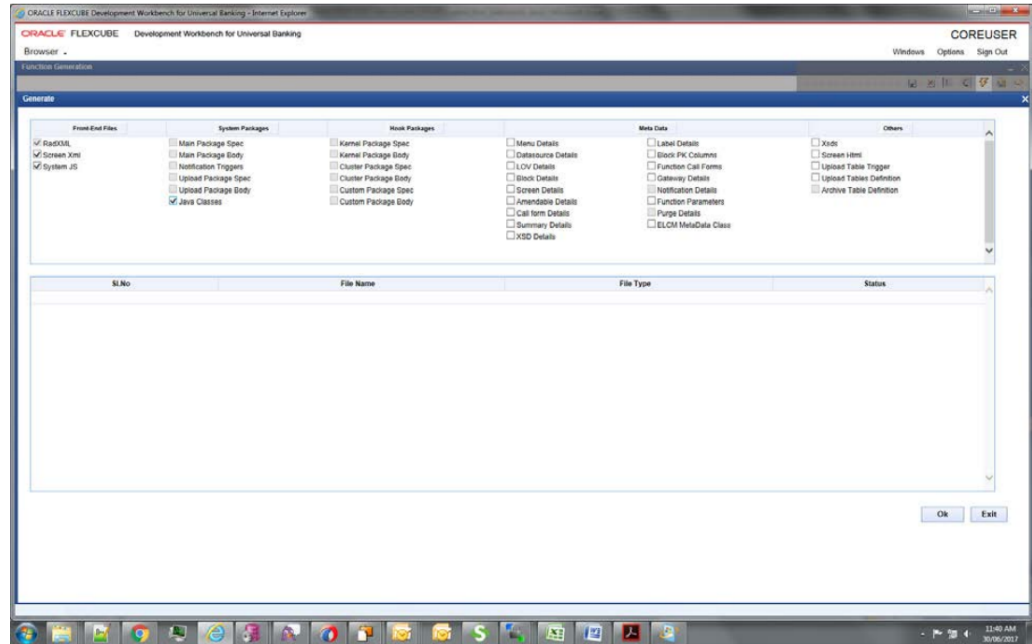 ORACLE FLEXCUBE Development Workbench for Universal Banking - Internet Explorer
ORACLE FLEXCUBE Development Workbench for Universal Banking
COREUSER
Browser
Windows Options Sign Out
Function Generation
Generate
Front-End Files System Packages Hook Packages Meta Data Others
RadXML Main Package Spec Kernel Package Spec Menu Details Label Details Xsds
Screen Xml Main Package Body Kernel Package Body Datasource Details Block PK Columns Screen Html
System JS Notification Triggers Cluster Package Spec LOV Details Function Call Forms Upload Table Trigger
Upload Package Spec Cluster Package Body Block Details Gateway Details Upload Tables Definition
Upload Package Body Custom Package Spec Screen Details Notification Details Archive Table Definition
Java Classes Custom Package Body Amendable Details Function Parameters
Call form Details Purge Details
Summary Details ELCM MetaData Class
XSD Details
Sl.No File Name File Type Status
Ok Exit
11:40 AM
30/06/2017